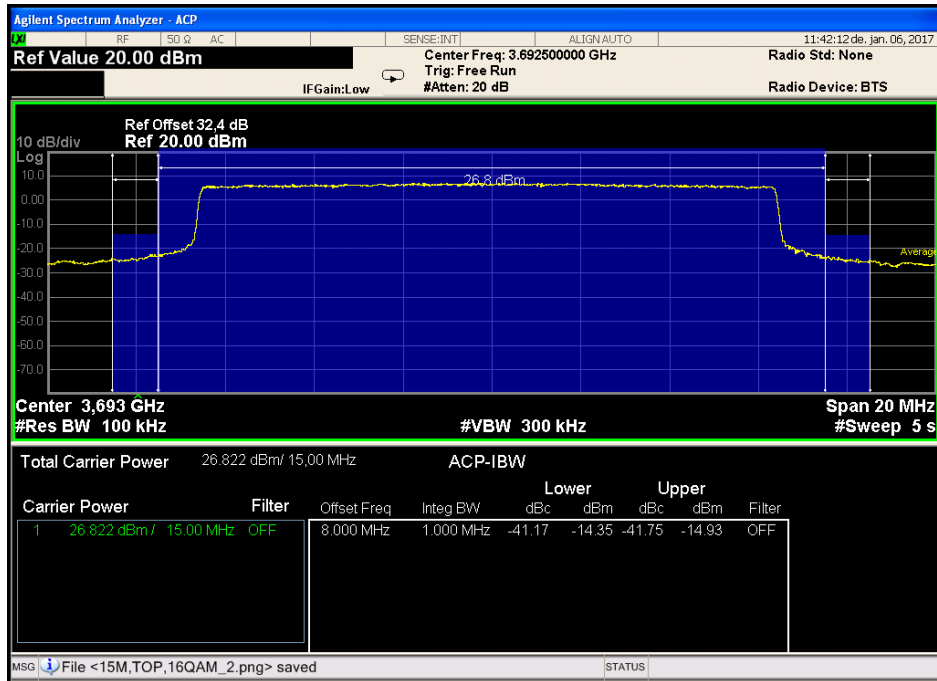 Agilent Spectrum Analyzer - ACP
LXI RF 50 Ω AC SENSE:INT ALIGN AUTO 11:42:12 de. jan. 06, 2017
Ref Value 20.00 dBm Center Freq: 3.692500000 GHz Radio Std: None
Trig: Free Run
IFGain:Low #Atten: 20 dB Radio Device: BTS
Ref Offset 32,4 dB
10 dB/div Ref 20.00 dBm
Log
10.0
26,8 dBm
0.00
-10.0
-20.0
Average
-30.0
-40.0
-50.0
-60.0
-70.0
Center 3,693 GHz Span 20 MHz
#Res BW 100 kHz #VBW 300 kHz #Sweep 5 s
Total Carrier Power 26.822 dBm/ 15,00 MHz ACP-IBW
Lower Upper
Carrier Power Filter Offset Freq Integ BW dBc dBm dBc dBm Filter
1 26.822 dBm / 15.00 MHz OFF 8.000 MHz 1.000 MHz -41.17 -14.35 -41.75 -14.93 OFF
MSG File <15M,TOP,16QAM_2.png> saved STATUS